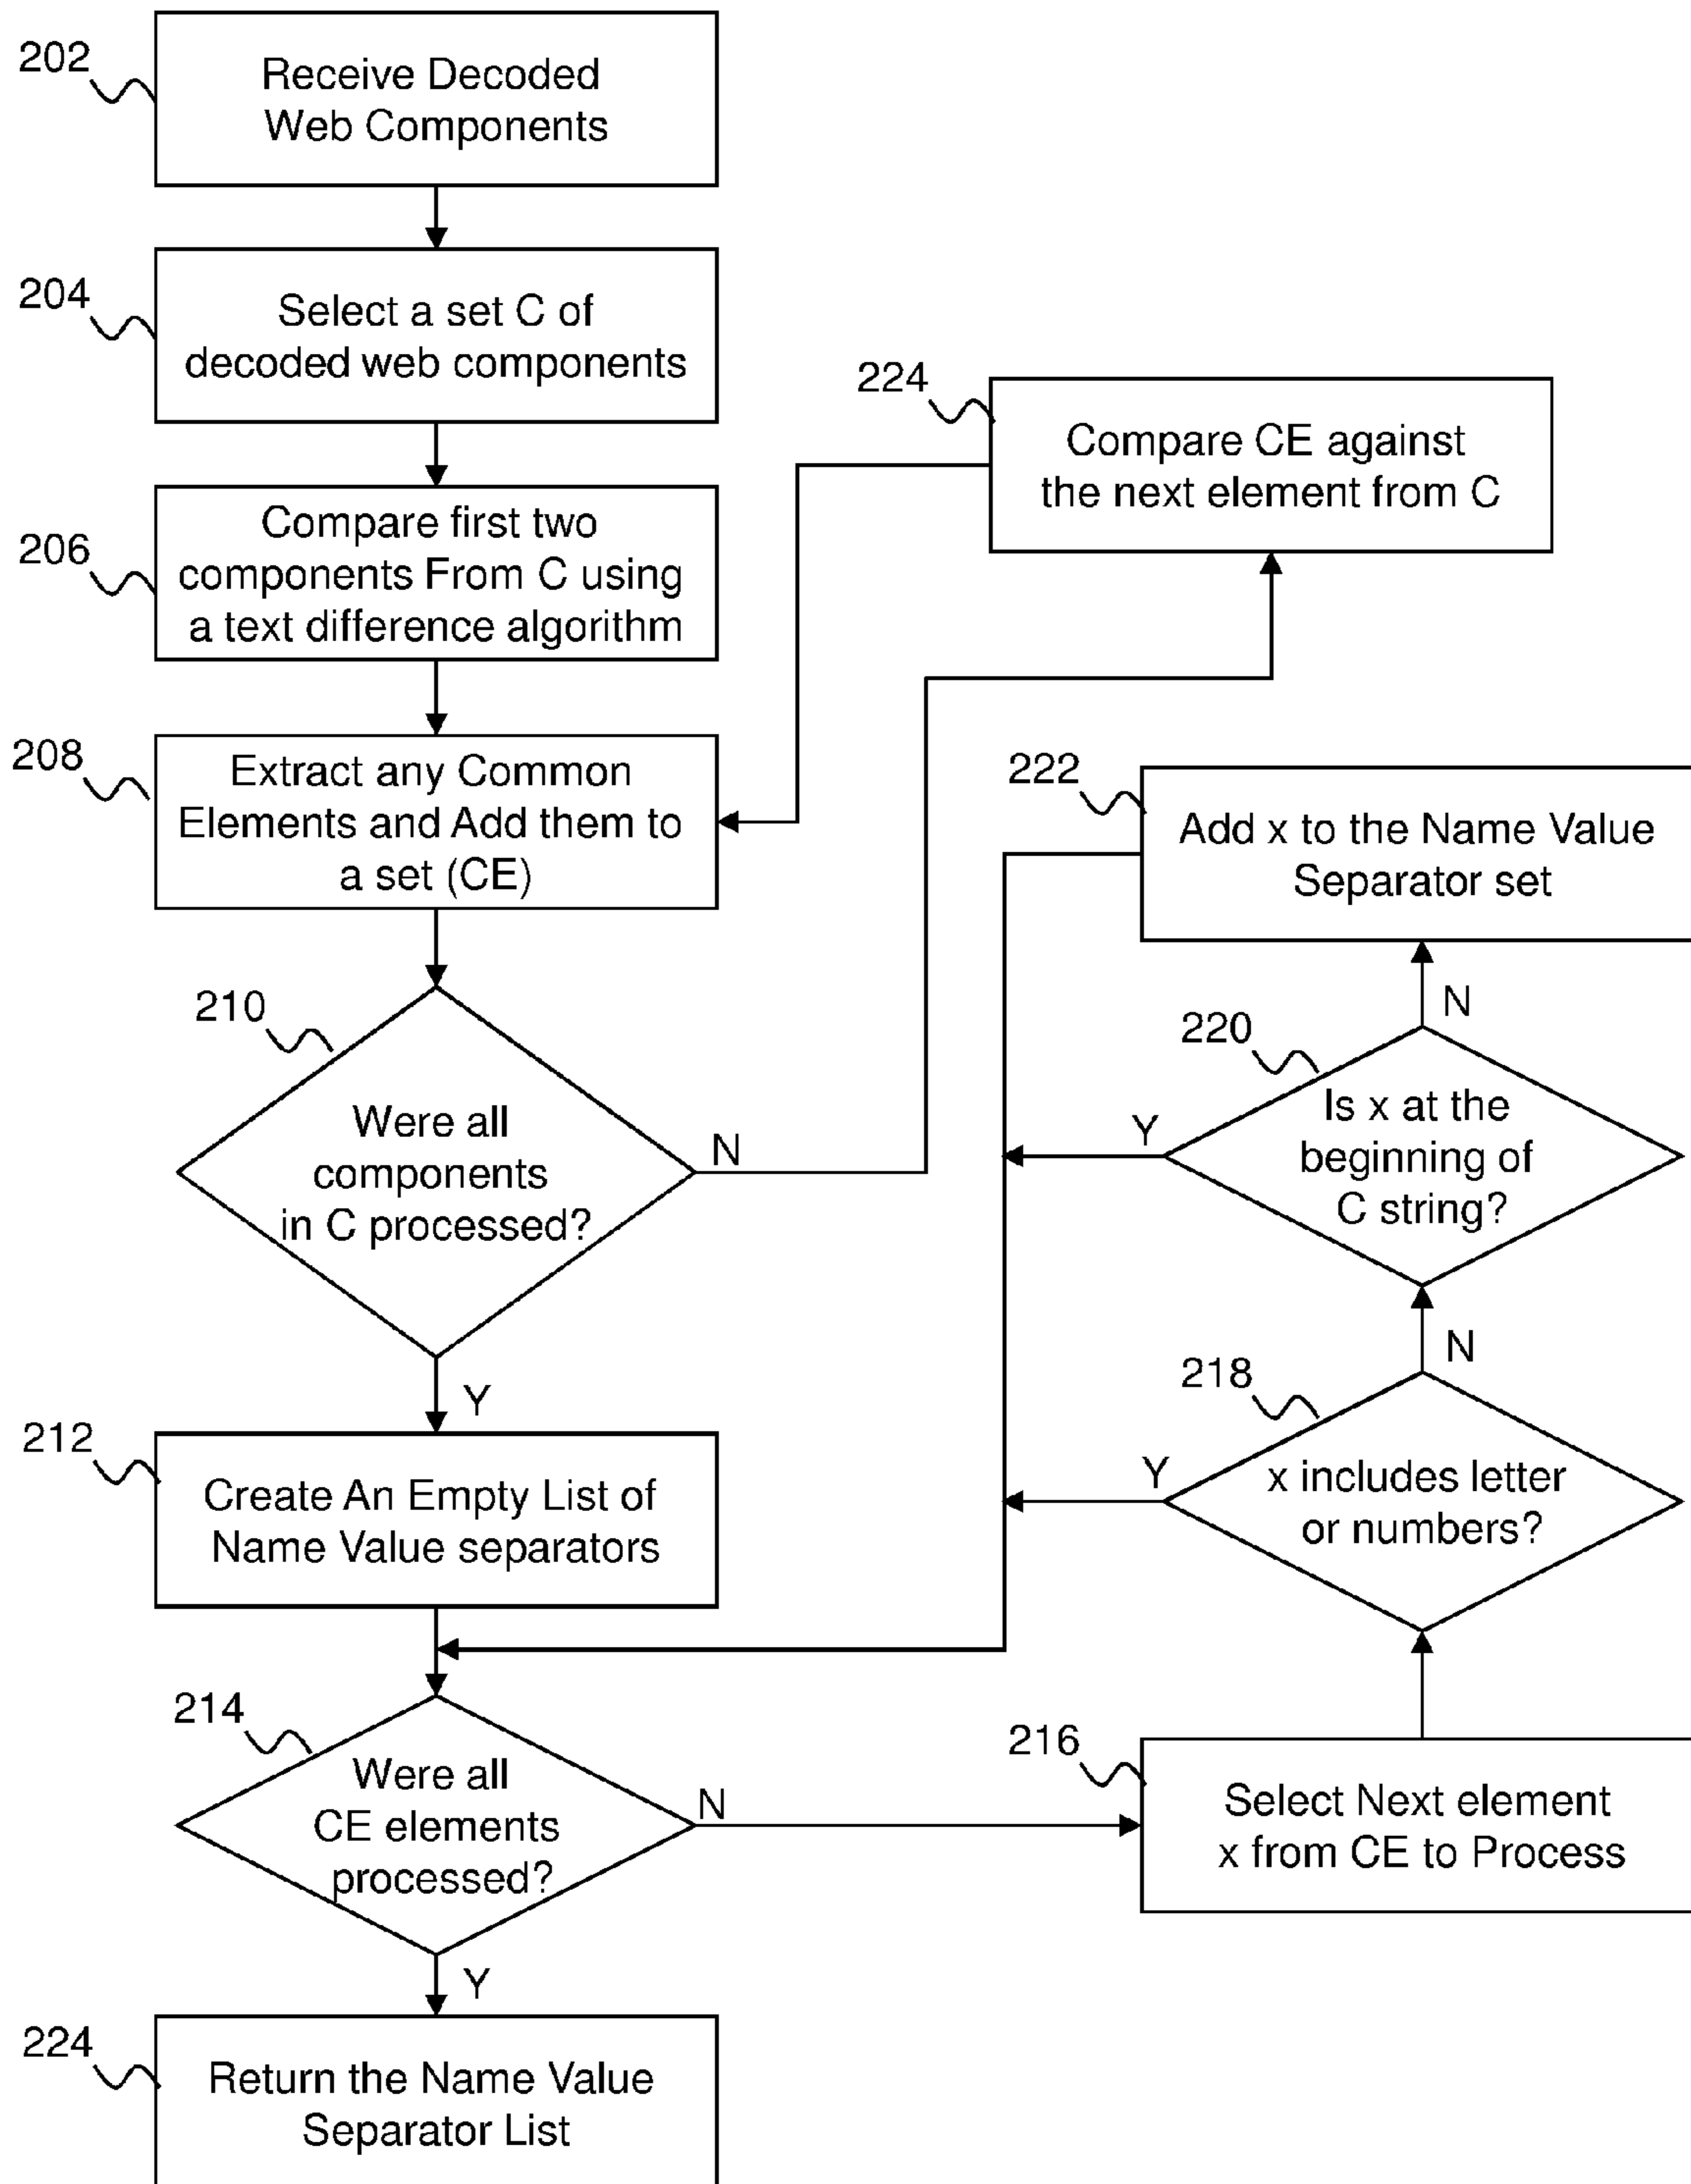 202
Receive Decoded
Web Components
204
Select a set C of
decoded web components
224
Compare CE against
the next element from C
206
Compare first two
components From C using
a text difference algorithm
208
Extract any Common
Elements and Add them to
a set (CE)
222
Add x to the Name Value
Separator set
N
210
Were all
components
in C processed?
N
220
Is x at the
beginning of
C string?
Y
N
218
x includes letter
or numbers?
Y
Y
212
Create An Empty List of
Name Value separators
214
Were all
CE elements
processed?
N
216
Select Next element
x from CE to Process
Y
224
Return the Name Value
Separator List